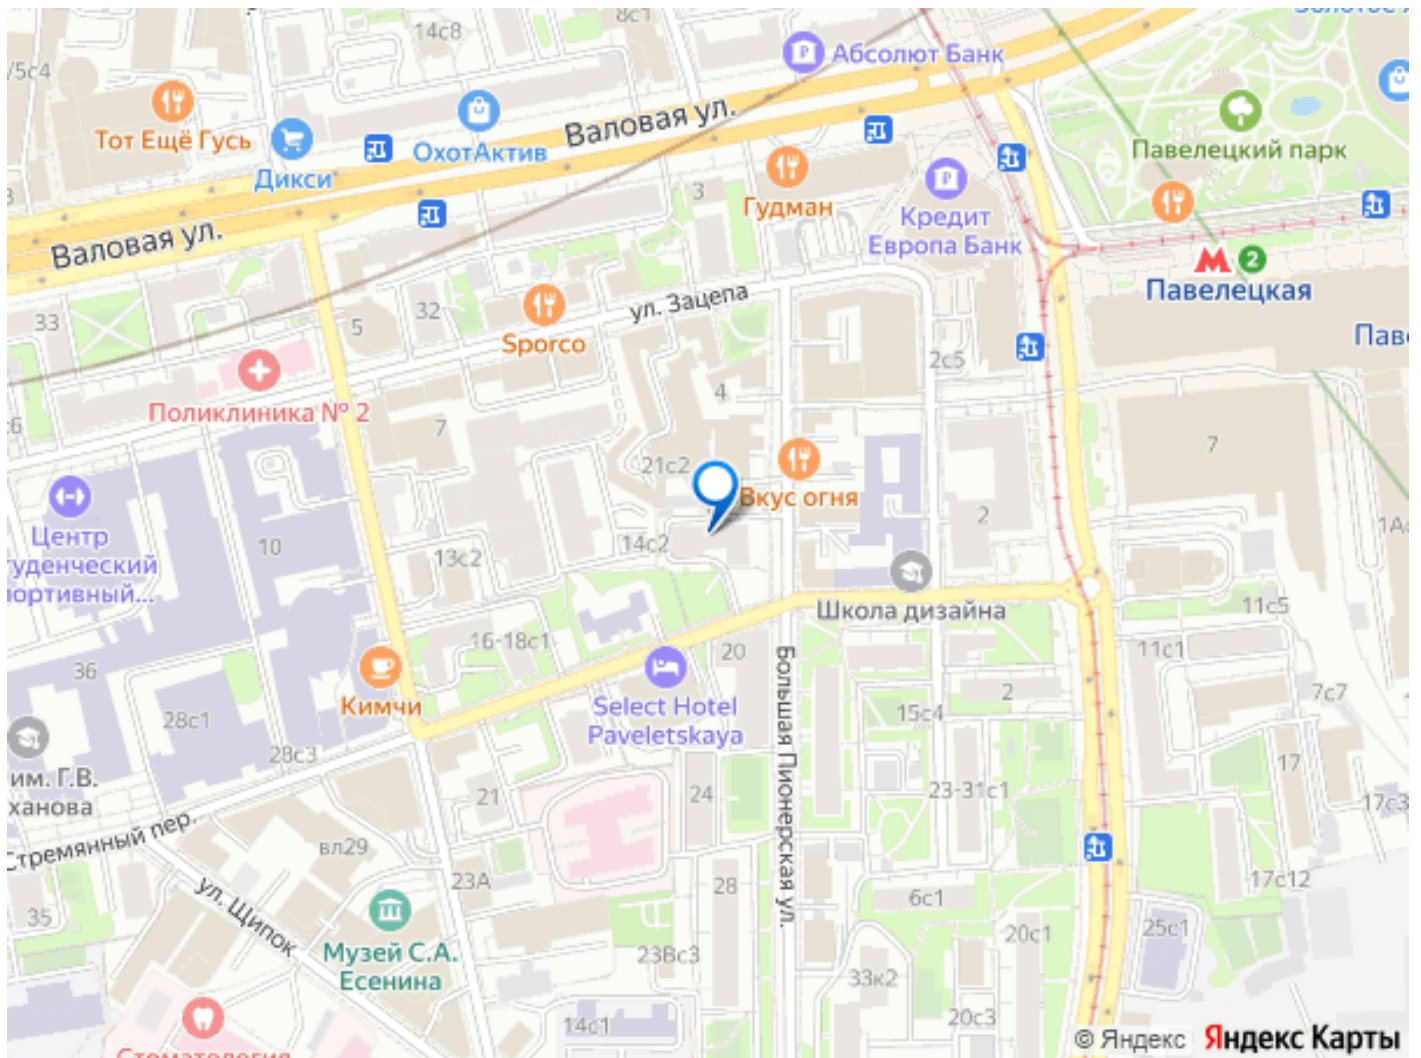 8с1
14с8
/5с4
Абсолют Банк
Валовая ул.
Тот Ещё Гусь
ОхотАктив
Дикси
Павелецкий парк
3
Гудман
Кредит
Европа Банк
Валовая ул.
2
Павелецкая
ул. Зацепа
33
32
5
Sporco
2с5
Паве
Поликлиника № 2
4
7
7
21с2
Вкус огня
Центр
туденческий
портивный...
10
2
1А
14с2
13с2
Школа дизайна
11с5
16-18с1
11с1
36
20
Большая Пионерская ул.
Кимчи
Select Hotel
Paveletskaya
2
7с7
15с4
28с1
28с3
им. Г.В.
ханова
21
24
23-31с1
17
17с3
Стремянный пер.
вл29
23А
28
6с1
17с12
ул. Щипок
35
Музей С.А.
Есенина
23Вс3
33к2
20с1
25с1
14с1
20с3
Стоматология
© Яндекс Яндекс Карты